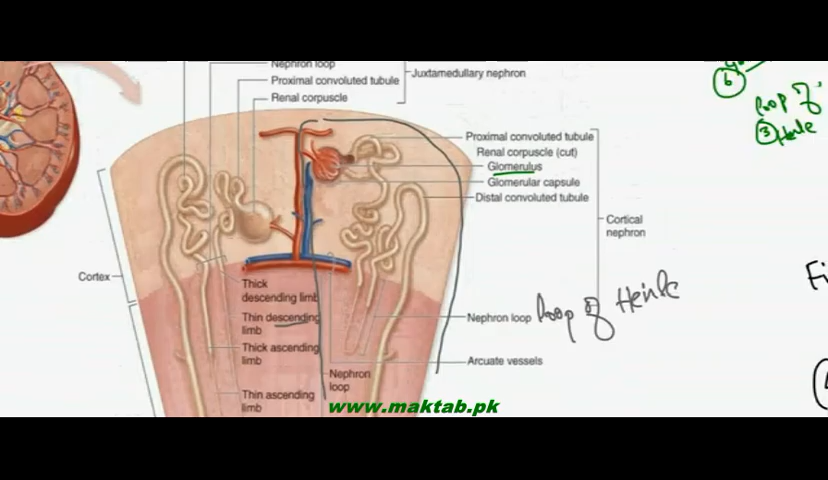 Nephron loop
Proximal convoluted tubule
Renal corpuscle
Juxtamedullary nephron
6
loop of
3 Henle
Proximal convoluted tubule
Renal corpuscle (cut)
Glomerulus
Glomerular capsule
Distal convoluted tubule
Cortical
nephron
Cortex
Thick
descending limb
Thin descending
limb
Thick ascending
limb
Thin ascending
limb
Nephron loop
loop of Henle
Arcuate vessels
Nephron
loop
www.maktab.pk